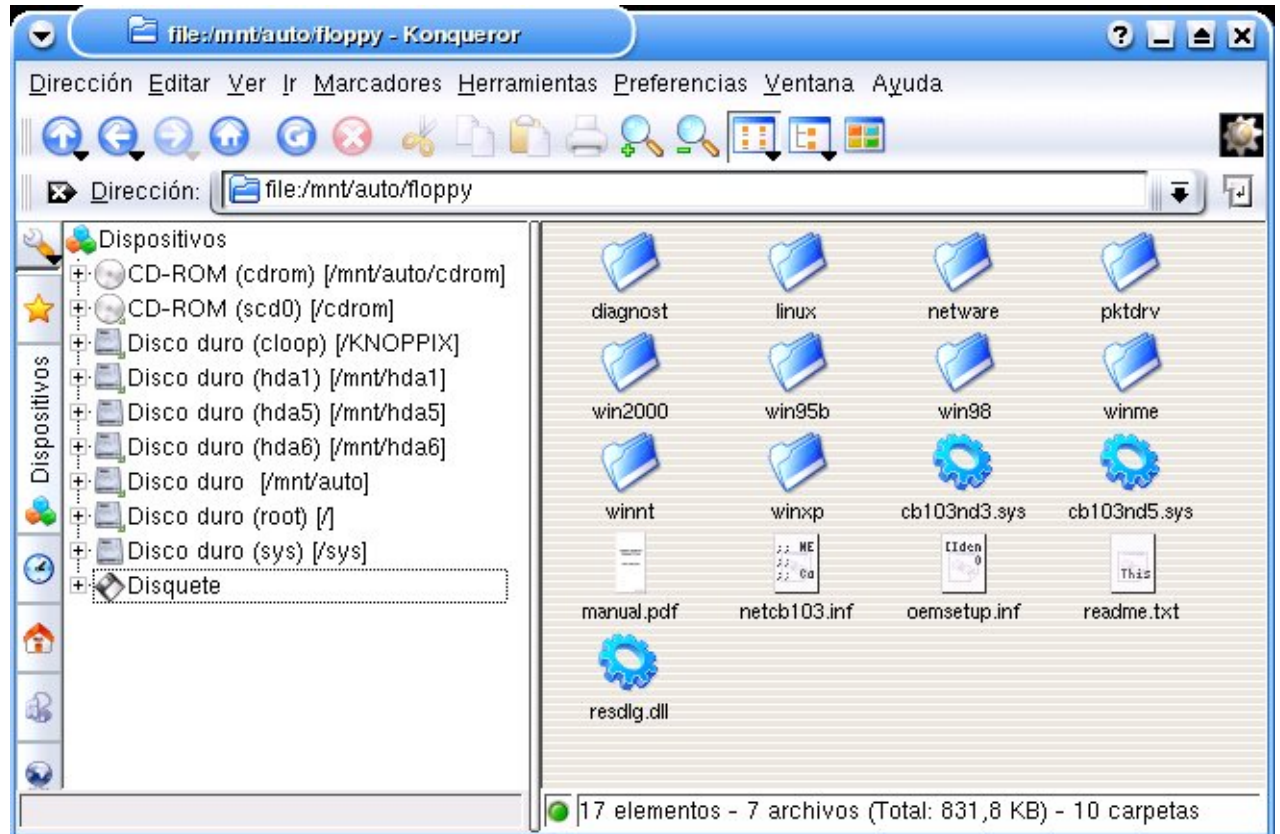 file:/mnt/auto/floppy - Konqueror
Dirección Editar Ver Ir Marcadores Herramientas Preferencias Ventana Ayuda
Dirección: file:/mnt/auto/floppy
Dispositivos
Dispositivos
CD-ROM (cdrom) [/mnt/auto/cdrom]
CD-ROM (scd0) [/cdrom]
Disco duro (cloop) [/KNOPPIX]
Disco duro (hda1) [/mnt/hda1]
Disco duro (hda5) [/mnt/hda5]
Disco duro (hda6) [/mnt/hda6]
Disco duro [/mnt/auto]
Disco duro (root) [/]
Disco duro (sys) [/sys]
Disquete
diagnost linux netware pktdrv
win2000 win95b win98 winme
winnt winxp cb103nd3.sys cb103nd5.sys
manual.pdf netcb103.inf oemsetup.inf readme.txt
resdlg.dll
17 elementos - 7 archivos (Total: 831,8 KB) - 10 carpetas